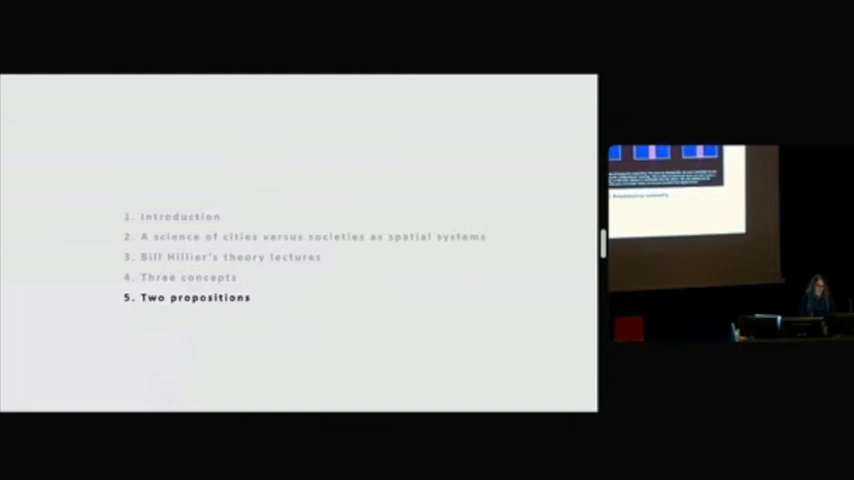 1. Introduction
2. A science of cities versus societies as spatial systems
3. Bill Hillier's theory lectures
4. Three concepts
5. Two propositions